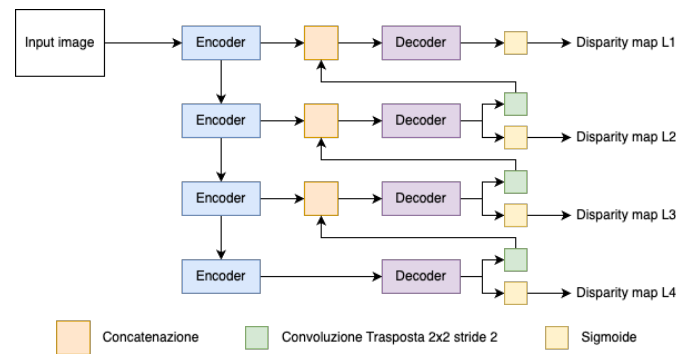 Input image
Encoder
Decoder
Disparity map L1
Encoder
Decoder
Disparity map L2
Encoder
Decoder
Disparity map L3
Encoder
Decoder
Disparity map L4
Concatenazione
Convoluzione Trasposta 2x2 stride 2
Sigmoide